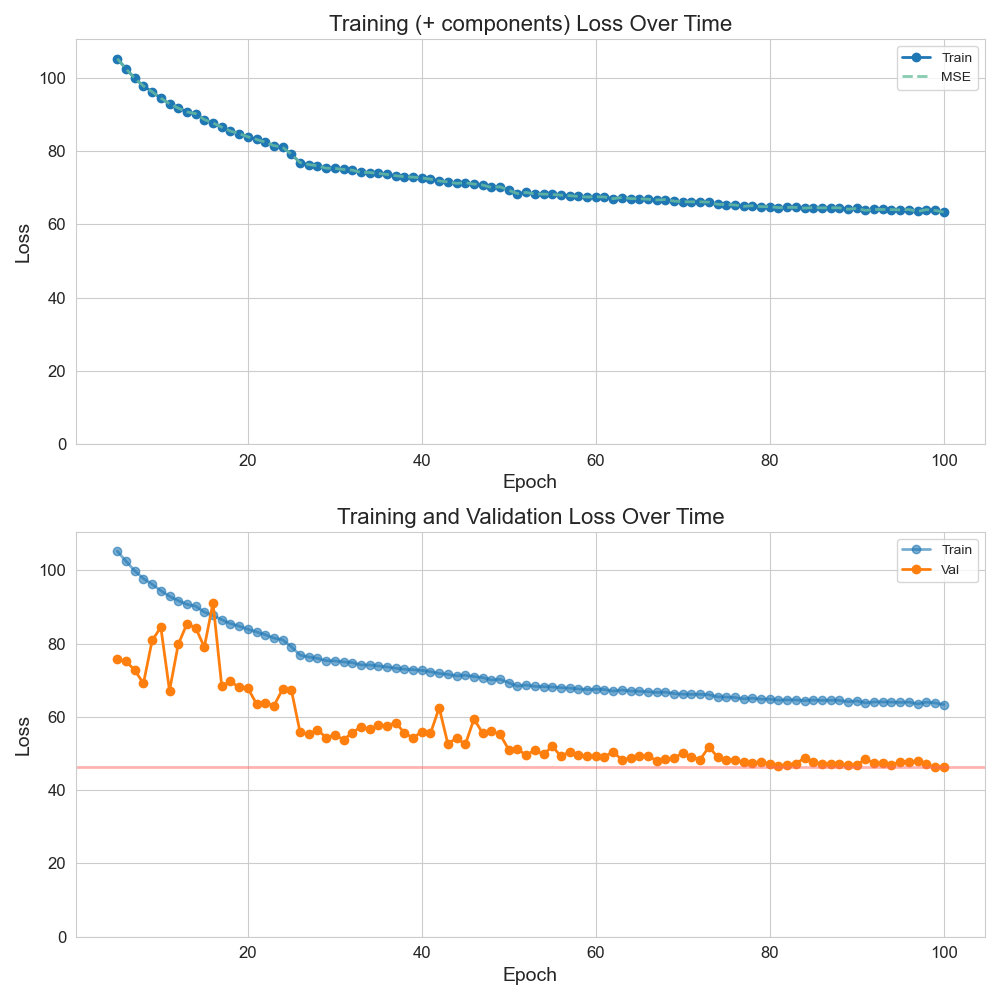 Training (+ components) Loss Over Time
Train
MSE
100
80
60
40
20
0
Loss
20 40 60 80 100
Epoch
Training and Validation Loss Over Time
Train
Val
100
80
60
40
20
0
Loss
20 40 60 80 100
Epoch